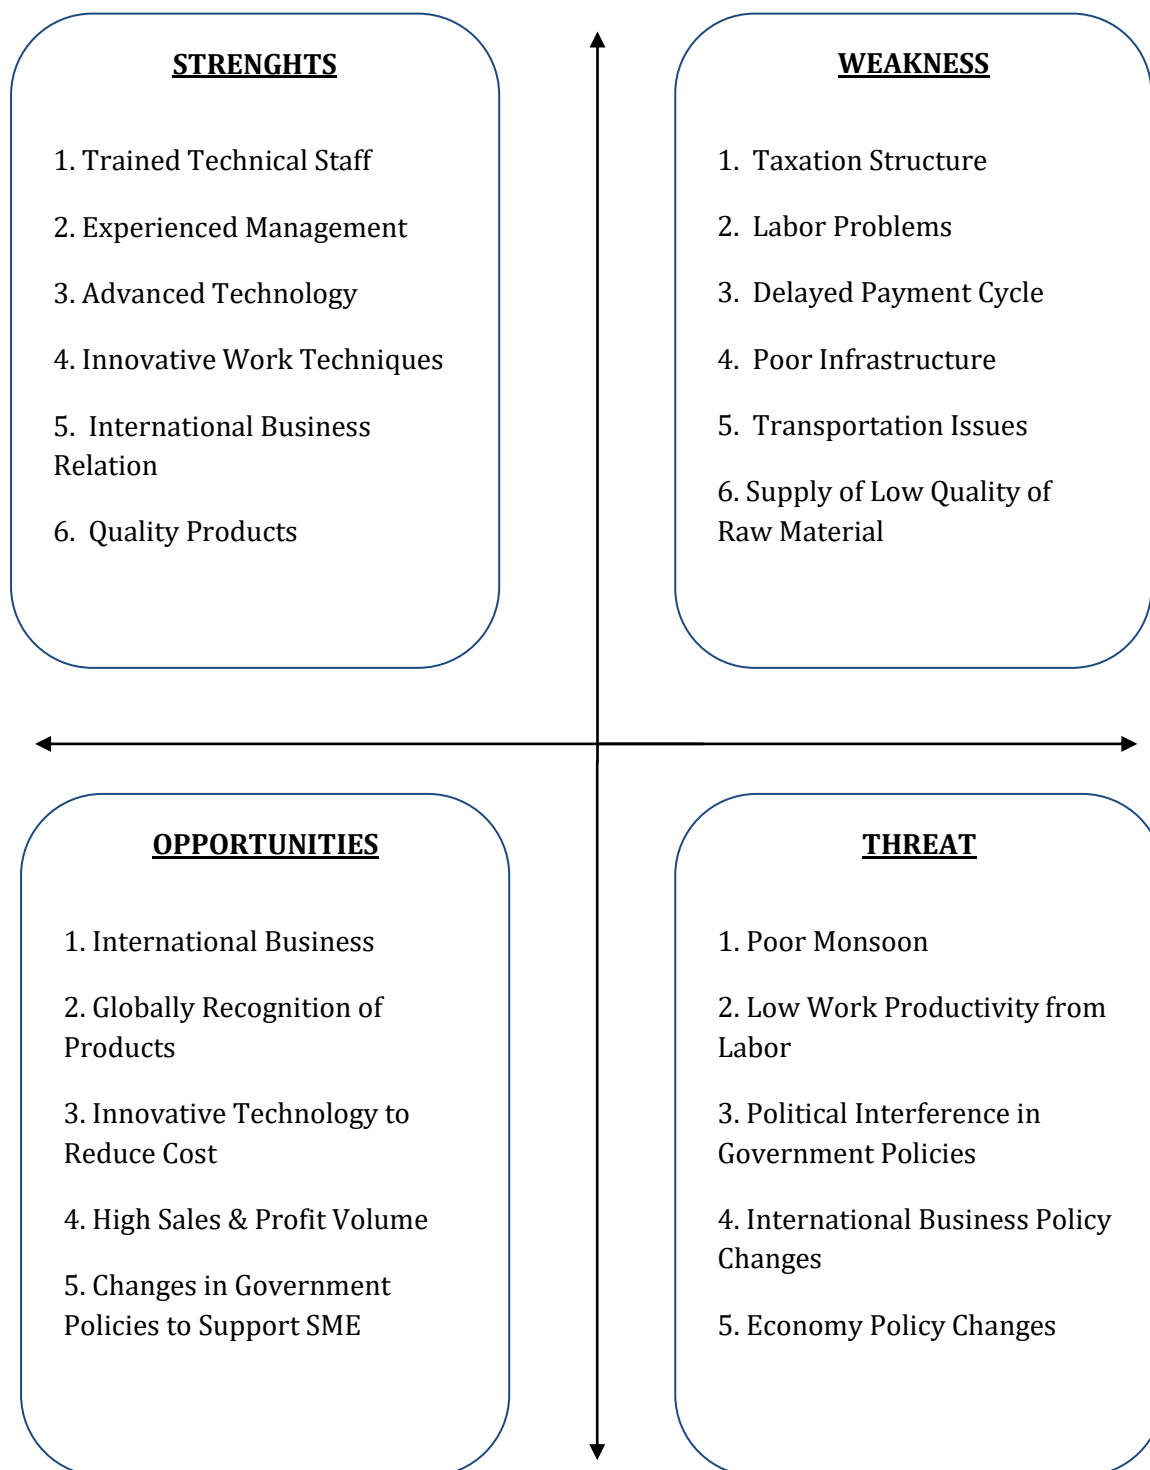 STRENGHTS
1. Trained Technical Staff
2. Experienced Management
3. Advanced Technology
4. Innovative Work Techniques
5. International Business
Relation
6. Quality Products
WEAKNESS
1. Taxation Structure
2. Labor Problems
3. Delayed Payment Cycle
4. Poor Infrastructure
5. Transportation Issues
6. Supply of Low Quality of
Raw Material
OPPORTUNITIES
1. International Business
2. Globally Recognition of
Products
3. Innovative Technology to
Reduce Cost
4. High Sales & Profit Volume
5. Changes in Government
Policies to Support SME
THREAT
1. Poor Monsoon
2. Low Work Productivity from
Labor
3. Political Interference in
Government Policies
4. International Business Policy
Changes
5. Economy Policy Changes